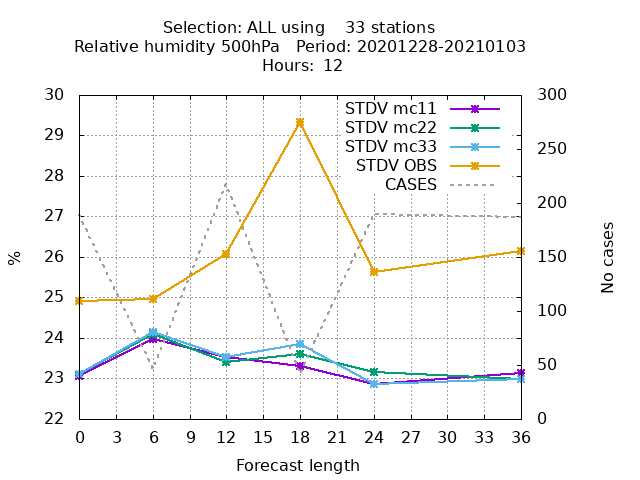 Selection: ALL using    33 stations
Relative humidity 500hPa   Period: 20201228-20210103
Hours:  12
STDV mc11
STDV mc22
STDV mc33
STDV OBS
CASES
30
29
28
27
26
25
24
23
22
%
300
250
200
150
100
50
0
No cases
0 3 6 9 12 15 18 21 24 27 30 33 36
Forecast length